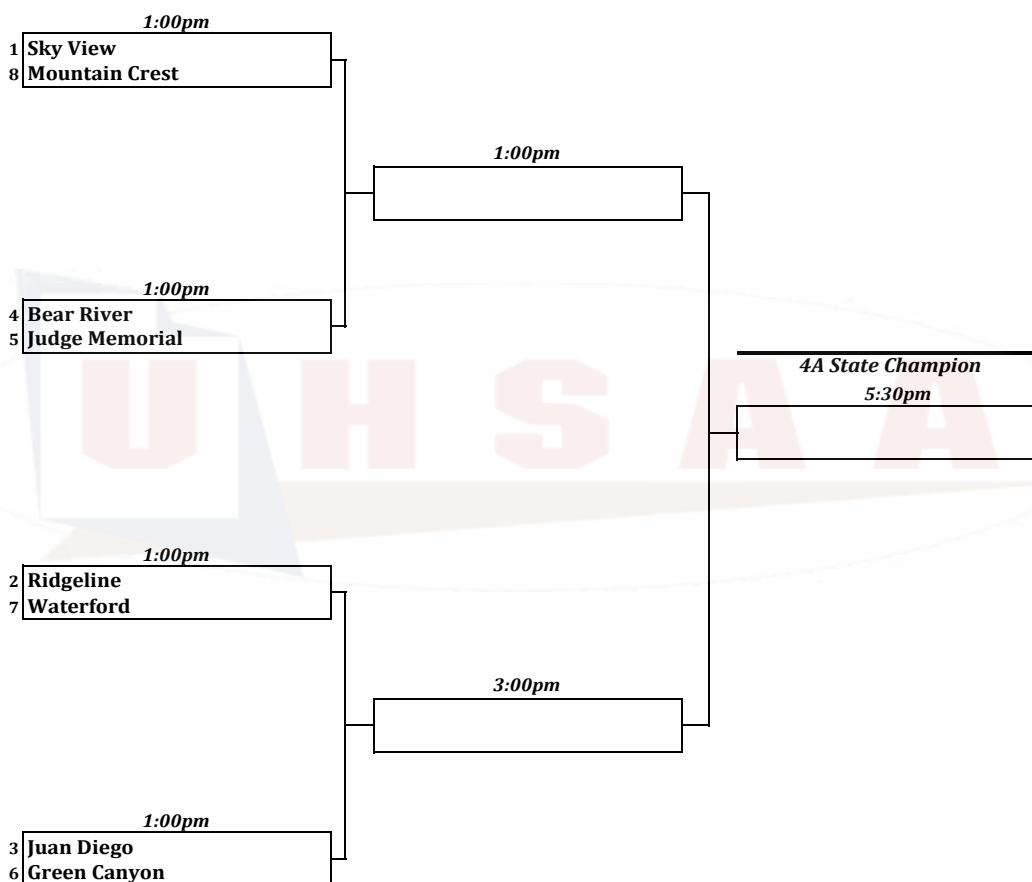 1:00pm
1 Sky View
8 Mountain Crest
1:00pm
1:00pm
4 Bear River
5 Judge Memorial
4A State Champion
5:30pm
UHSAA
1:00pm
2 Ridgeline
7 Waterford
3:00pm
1:00pm
3 Juan Diego
6 Green Canyon